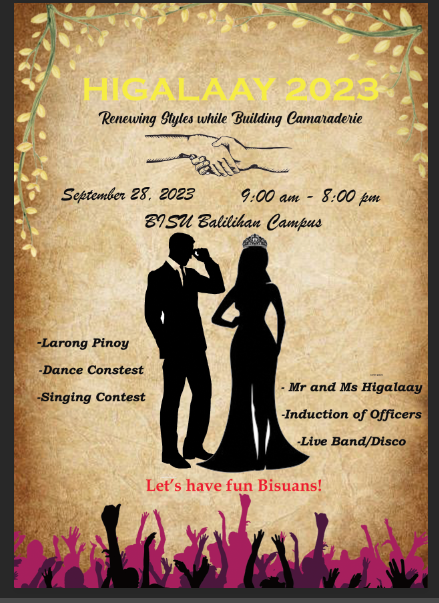 HIGALAAY 2023
Renewing Styles while Building Camaraderie
September 28, 2023 9:00 am - 8:00 pm
BISU Balilihan Campus
-Larong Pinoy
-Dance Constest
-Singing Contest
- Mr and Ms Higalaay
-Induction of Officers
-Live Band/Disco
Let's have fun Bisuans!